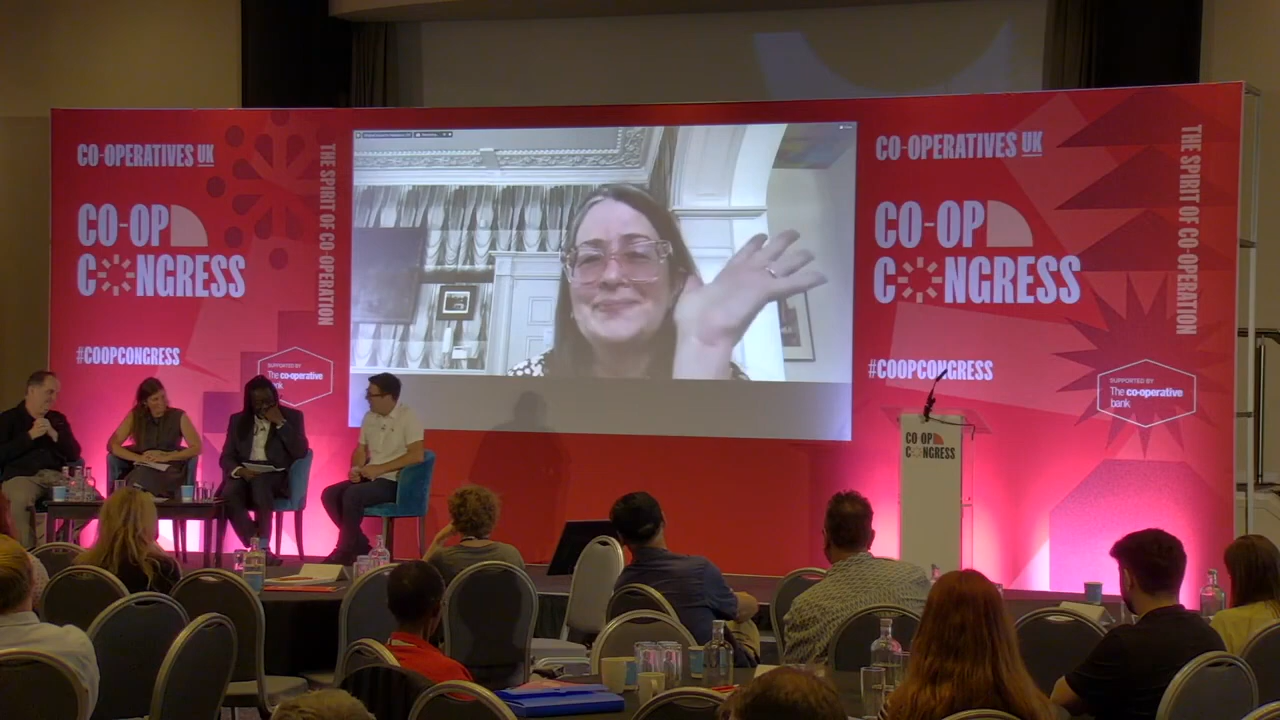 CO-OPERATIVES UK
CO-OP
CONGRESS
THE SPIRIT OF CO-OPERATION
#COOPCONGRESS
SUPPORTED BY
The co-operative
bank
CO-OPERATIVES UK
CO-OP
CONGRESS
THE SPIRIT OF CO-OPERATION
#COOPCONGRESS
SUPPORTED BY
The co-operative
bank
CO-OP
CONGRESS